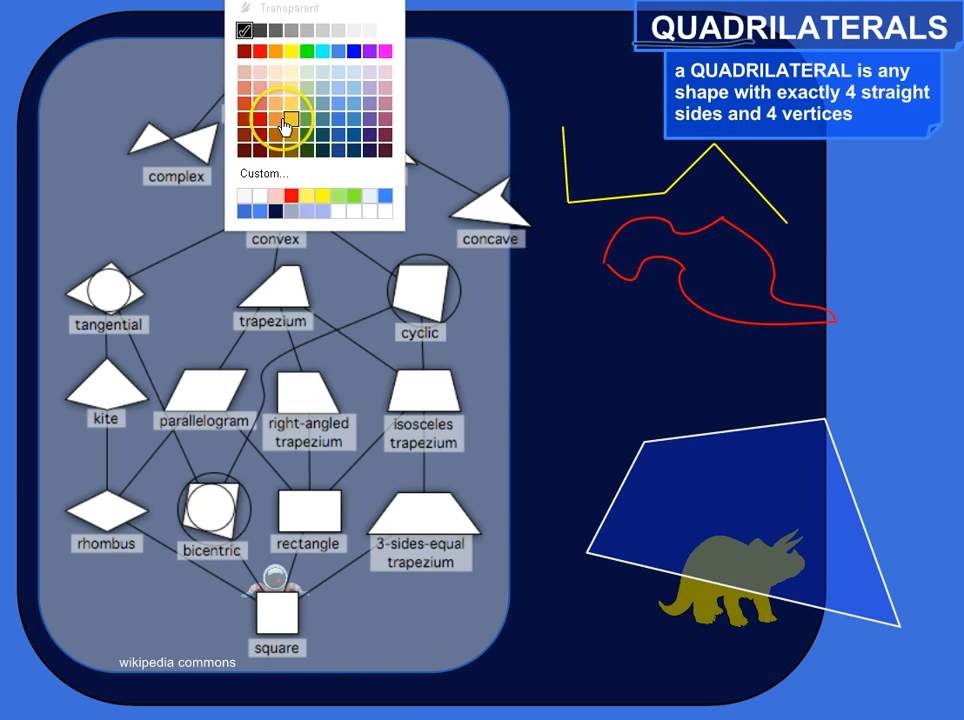 Transparent
QUADRILATERALS
a QUADRILATERAL is any
shape with exactly 4 straight
sides and 4 vertices
Custom...
complex
convex
concave
tangential
trapezium
cyclic
kite
parallelogram
right-angled
trapezium
isosceles
trapezium
rhombus
bicentric
rectangle
3-sides-equal
trapezium
square
wikipedia commons